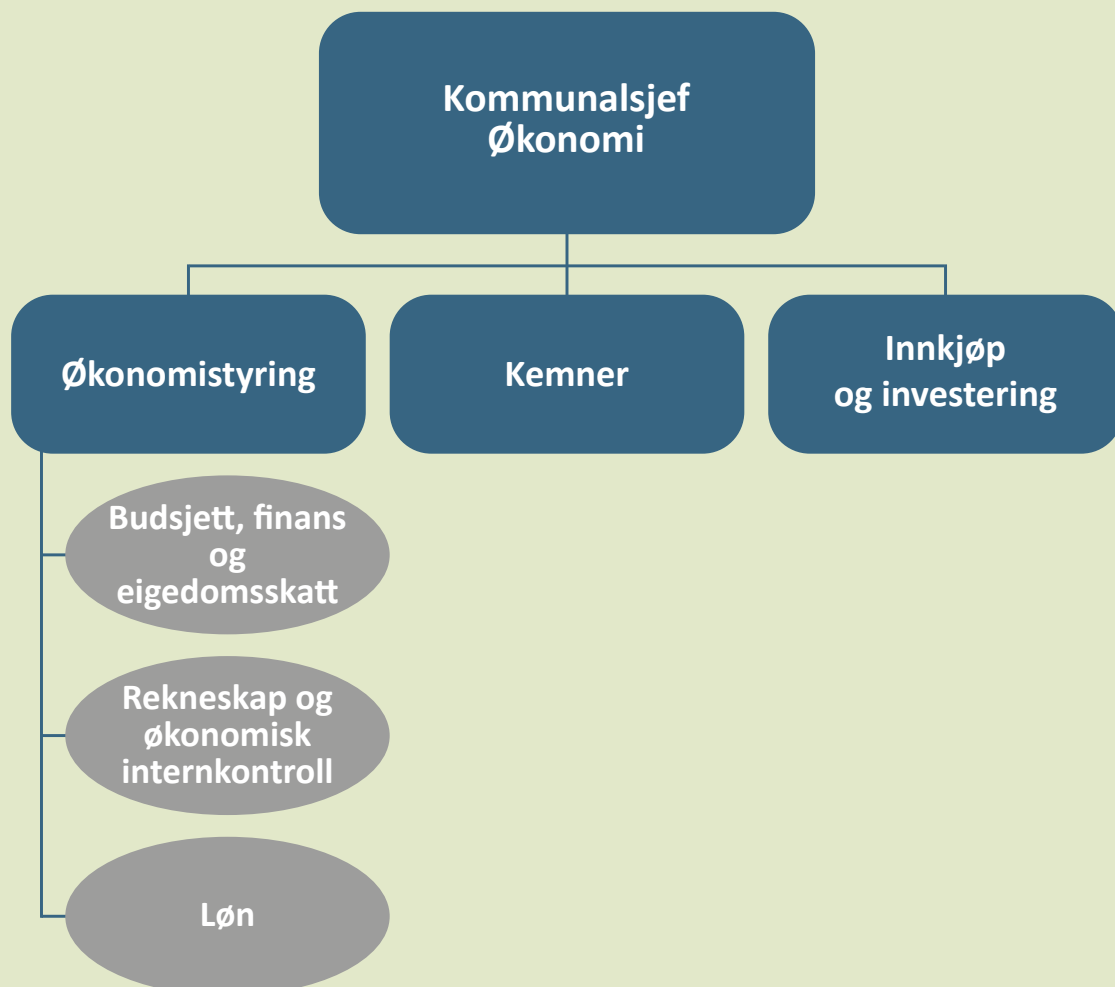 Kommunalsjef
Økonomi
Økonomistyring
Kemner
Innkjøp
og investering
Budsjett, finans
og
eigedomsskatt
Rekneskap og
økonomisk
internkontroll
Løn